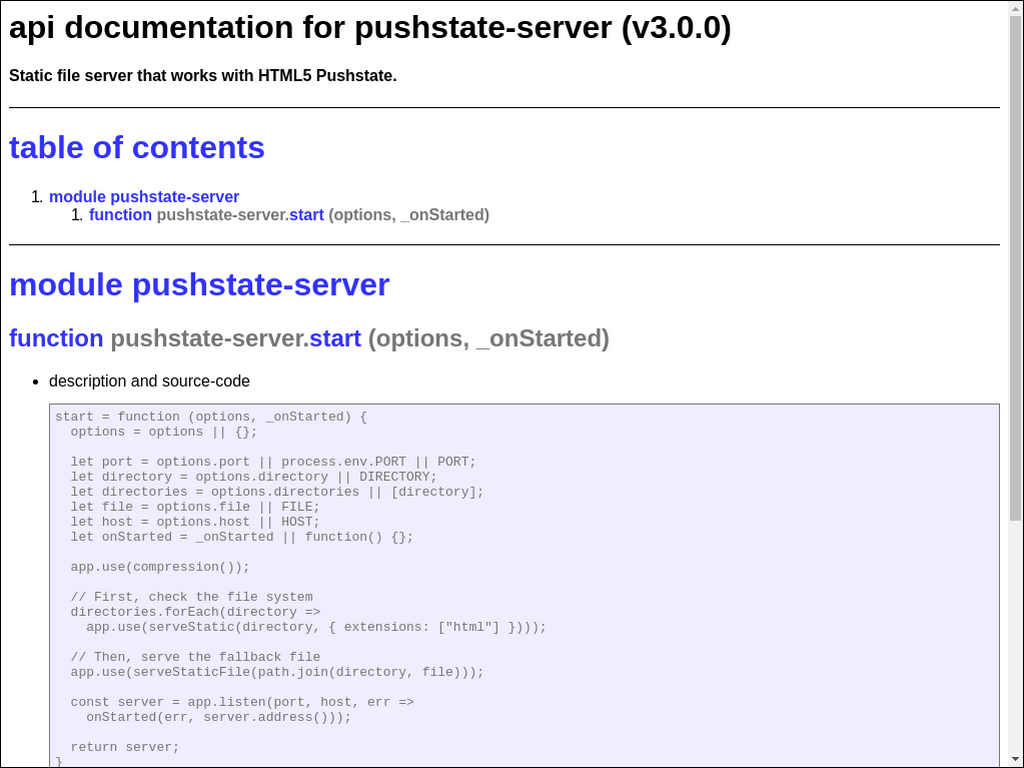 api documentation for pushstate-server (v3.0.0)
Static file server that works with HTML5 Pushstate.
table of contents
1. module pushstate-server
1. function pushstate-server.start (options, _onStarted)
module pushstate-server
function pushstate-server.start (options, _onStarted)
• description and source-code
start = function (options, _onStarted) {
  options = options || {};

  let port = options.port || process.env.PORT || PORT;
  let directory = options.directory || DIRECTORY;
  let directories = options.directories || [directory];
  let file = options.file || FILE;
  let host = options.host || HOST;
  let onStarted = _onStarted || function() {};

  app.use(compression());

  // First, check the file system
  directories.forEach(directory =>
    app.use(serveStatic(directory, { extensions: ["html"] })));

  // Then, serve the fallback file
  app.use(serveStaticFile(path.join(directory, file)));

  const server = app.listen(port, host, err =>
    onStarted(err, server.address()));

  return server;
}